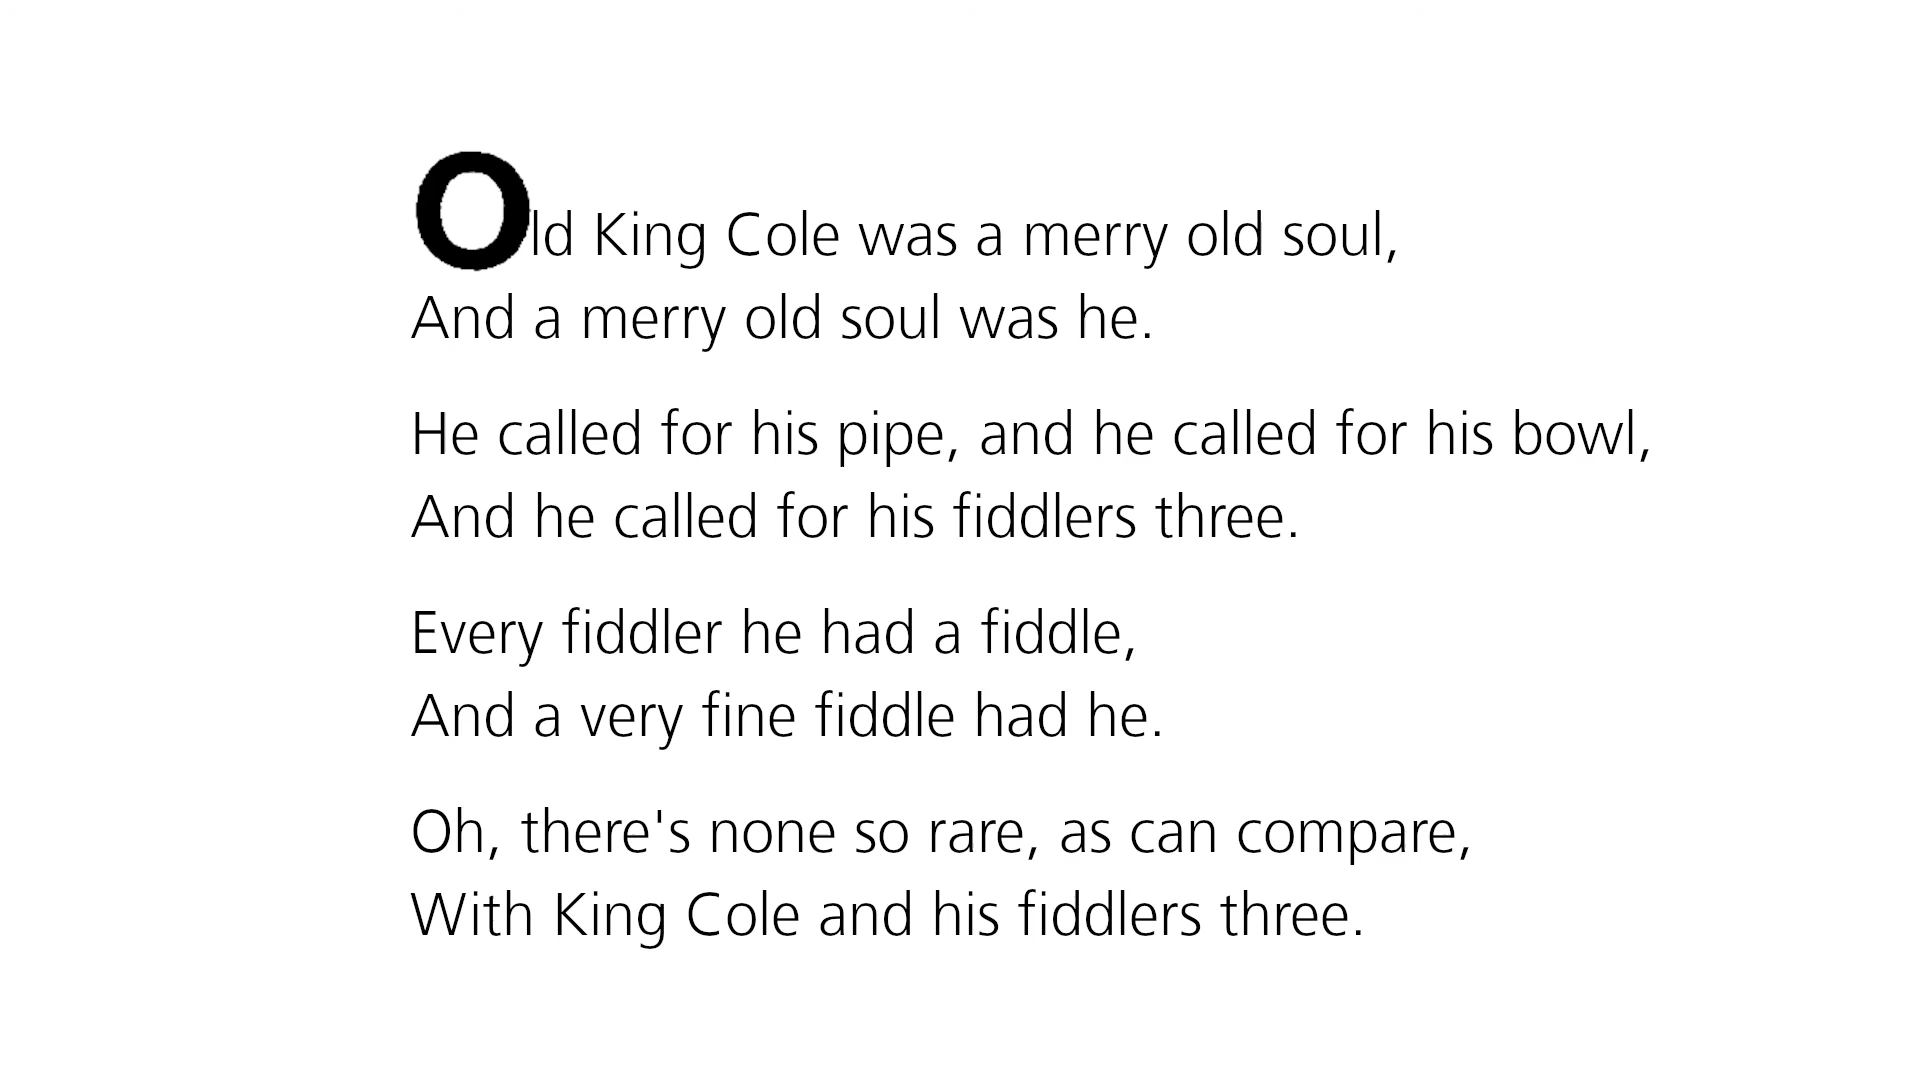 Old King Cole was a merry old soul,
And a merry old soul was he.
He called for his pipe, and he called for his bowl,
And he called for his fiddlers three.
Every fiddler he had a fiddle,
And a very fine fiddle had he.
Oh, there's none so rare, as can compare,
With King Cole and his fiddlers three.